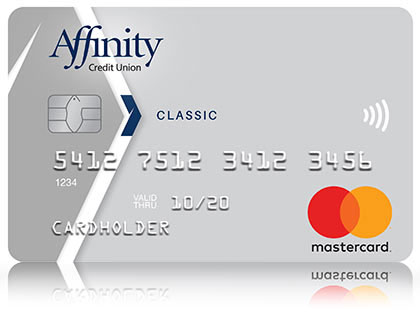 Affinity
Credit Union
CLASSIC
5412 7512 3412 3456
1234
VALID
THRU 10/20
CARDHOLDER
mastercard.